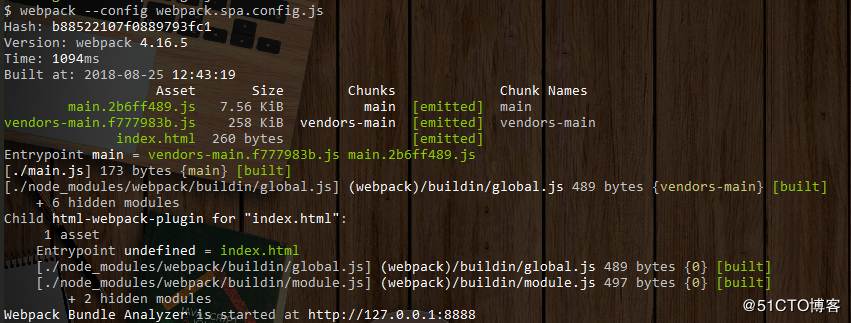 $ webpack --config webpack.spa.config.js
Hash: b88522107f0889793fc1
Version: webpack 4.16.5
Time: 1094ms
Built at: 2018-08-25 12:43:19
Asset Size Chunks Chunk Names
main.2b6ff489.js 7.56 KiB main [emitted] main
vendors-main.f777983b.js 258 KiB vendors-main [emitted] vendors-main
index.html 260 bytes [emitted]
Entrypoint main = vendors-main.f777983b.js main.2b6ff489.js
[./main.js] 173 bytes {main} [built]
[./node_modules/webpack/buildin/global.js] (webpack)/buildin/global.js 489 bytes {vendors-main} [built]
+ 6 hidden modules
Child html-webpack-plugin for "index.html":
1 asset
Entrypoint undefined = index.html
[./node_modules/webpack/buildin/global.js] (webpack)/buildin/global.js 489 bytes {0} [built]
[./node_modules/webpack/buildin/module.js] (webpack)/buildin/module.js 497 bytes {0} [built]
+ 2 hidden modules
Webpack Bundle Analyzer is started at http://127.0.0.1:8888
@51CTO博客